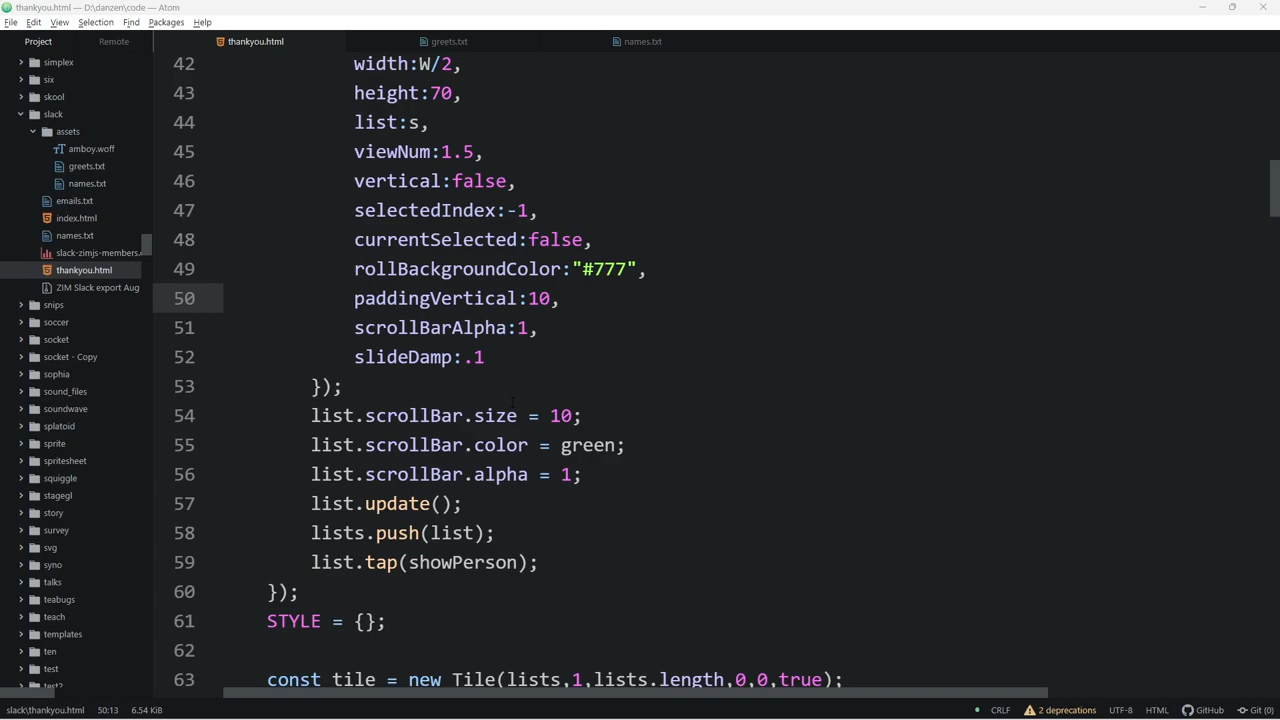 thankyou.html — D:\danzen\code — Atom
File Edit View Selection Find Packages Help
Project Remote
thankyou.html greets.txt names.txt
simplex
six
skool
slack
assets
amboy.woff
greets.txt
names.txt
emails.txt
index.html
names.txt
slack-zimjs-members.
thankyou.html
ZIM Slack export Aug
snips
soccer
socket
socket - Copy
sophia
sound_files
soundwave
splatoid
sprite
spritesheet
squiggle
stagegl
story
survey
svg
syno
talks
teabugs
teach
templates
ten
test
test2
42 width:W/2,
43 height:70,
44 list:s,
45 viewNum:1.5,
46 vertical:false,
47 selectedIndex:-1,
48 currentSelected:false,
49 rollBackgroundColor:"#777",
50 paddingVertical:10,
51 scrollBarAlpha:1,
52 slideDamp:.1
53 });
54 list.scrollBar.size = 10;
55 list.scrollBar.color = green;
56 list.scrollBar.alpha = 1;
57 list.update();
58 lists.push(list);
59 list.tap(showPerson);
60 });
61 STYLE = {};
62
63 const tile = new Tile(lists,1,lists.length,0,0,true);
slack\thankyou.html 50:13 6.54 KiB CRLF 2 deprecations UTF-8 HTML GitHub Git (0)